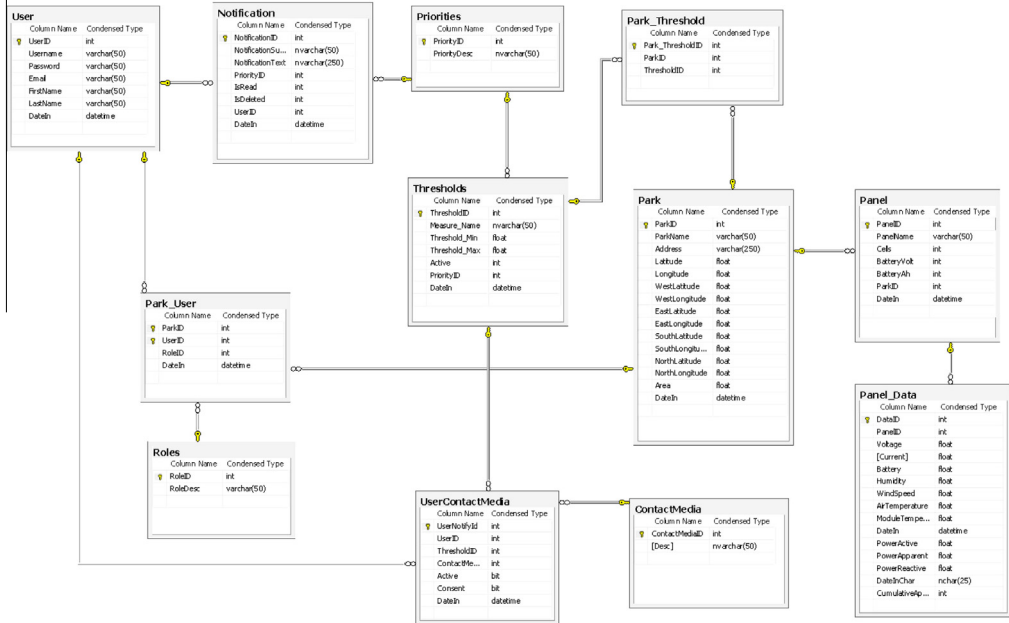 User
Column Name Condensed Type
UserID int
Username varchar(50)
Password varchar(50)
Email varchar(50)
FirstName varchar(50)
LastName varchar(50)
DateIn datetime
Notification
Column Name Condensed Type
NotificationID int
NotificationSu... nvarchar(50)
NotificationText nvarchar(250)
PriorityID int
IsRead int
IsDeleted int
UserID int
DateIn datetime
Priorities
Column Name Condensed Type
PriorityID int
PriorityDesc nvarchar(50)
Park_Threshold
Column Name Condensed Type
Park_ThresholdID int
ParkID int
ThresholdID int
Thresholds
Column Name Condensed Type
ThresholdID int
Measure_Name nvarchar(50)
Threshold_Min float
Threshold_Max float
Active int
PriorityID int
DateIn datetime
Park
Column Name Condensed Type
ParkID int
ParkName varchar(50)
Address varchar(250)
Latitude float
Longitude float
WestLatitude float
WestLongitude float
EastLatitude float
EastLongitude float
SouthLatitude float
SouthLongitu... float
NorthLatitude float
NorthLongitude float
Area float
DateIn datetime
Panel
Column Name Condensed Type
PanelID int
PanelName varchar(50)
Cells int
BatteryVolt int
BatteryAh int
ParkID int
DateIn datetime
Park_User
Column Name Condensed Type
ParkID int
UserID int
RoleID int
DateIn datetime
Roles
Column Name Condensed Type
RoleID int
RoleDesc varchar(50)
UserContactMedia
Column Name Condensed Type
UserNotifyId int
UserID int
ThresholdID int
ContactMe... int
Active bit
Consent bit
DateIn datetime
ContactMedia
Column Name Condensed Type
ContactMediaID int
[Desc] nvarchar(50)
Panel_Data
Column Name Condensed Type
DataID int
PanelID int
Voltage float
[Current] float
Battery float
Humidity float
WindSpeed float
AirTemperature float
ModuleTempe... float
DateIn datetime
PowerActive float
PowerApparent float
PowerReactive float
DateInChar nchar(25)
CumulativeAp... int